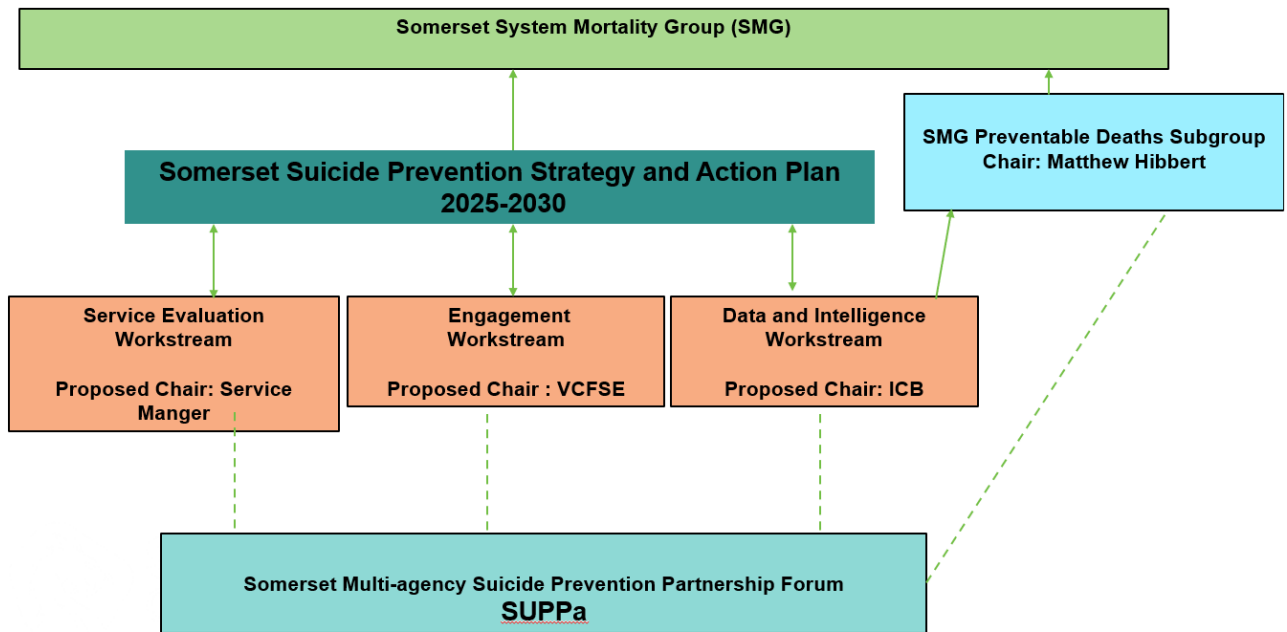 Somerset System Mortality Group (SMG)
SMG Preventable Deaths Subgroup
Chair: Matthew Hibbert
Somerset Suicide Prevention Strategy and Action Plan
2025-2030
Service Evaluation
Workstream
Proposed Chair: Service
Manger
Engagement
Workstream
Proposed Chair : VCFSE
Data and Intelligence
Workstream
Proposed Chair: ICB
Somerset Multi-agency Suicide Prevention Partnership Forum
SUPPa